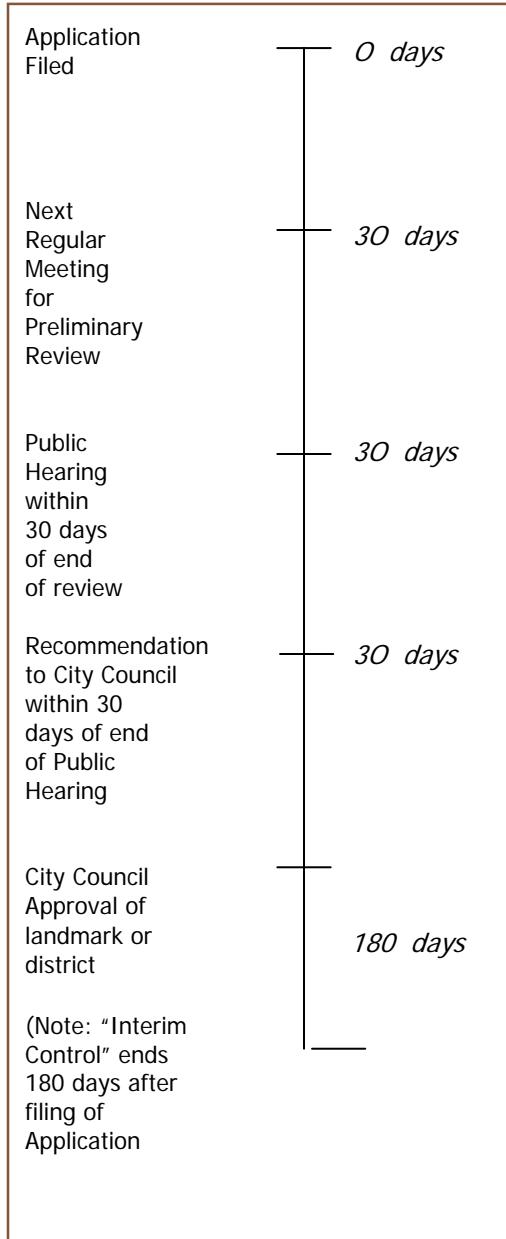 Application
Filed
0 days
Next
Regular
Meeting
for
Preliminary
Review
30 days
Public
Hearing
within
30 days
of end
of review
30 days
Recommendation
to City Council
within 30
days of end
of Public
Hearing
30 days
City Council
Approval of
landmark or
district
180 days
(Note: “Interim
Control” ends
180 days after
filing of
Application